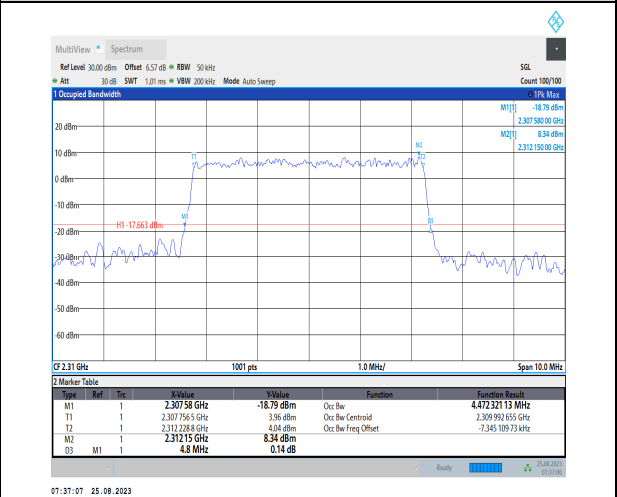 MultiView Spectrum
Ref Level 30.00 dBm Offset 6.57 dB RBW 50 kHz SGL
Att 30 dB SWT 1.01 ms VBW 200 kHz Mode Auto Sweep Count 100/100
1 Occupied Bandwidth 1Pk Max
M1[1] -18.79 dBm
2.307 580 00 GHz
M2[1] 8.34 dBm
2.312 150 00 GHz
20 dBm
M2
10 dBm
T1
T2
0 dBm
-10 dBm
M1
D3
H1 -17.663 dBm
-20 dBm
-30 dBm
-40 dBm
-50 dBm
-60 dBm
CF 2.31 GHz 1001 pts 1.0 MHz/ Span 10.0 MHz
2 Marker Table
Type Ref Trc X-Value Y-Value Function Function Result
M1 1 2.307 58 GHz -18.79 dBm Occ Bw 4.472 321 13 MHz
T1 1 2.307 756 5 GHz 3.96 dBm Occ Bw Centroid 2.309 992 655 GHz
T2 1 2.312 228 8 GHz 4.04 dBm Occ Bw Freq Offset -7.345 109 73 kHz
M2 1 2.312 15 GHz 8.34 dBm
D3 M1 1 4.8 MHz 0.14 dB
Ready 25.08.2023
07:37:06
07:37:07 25.08.2023